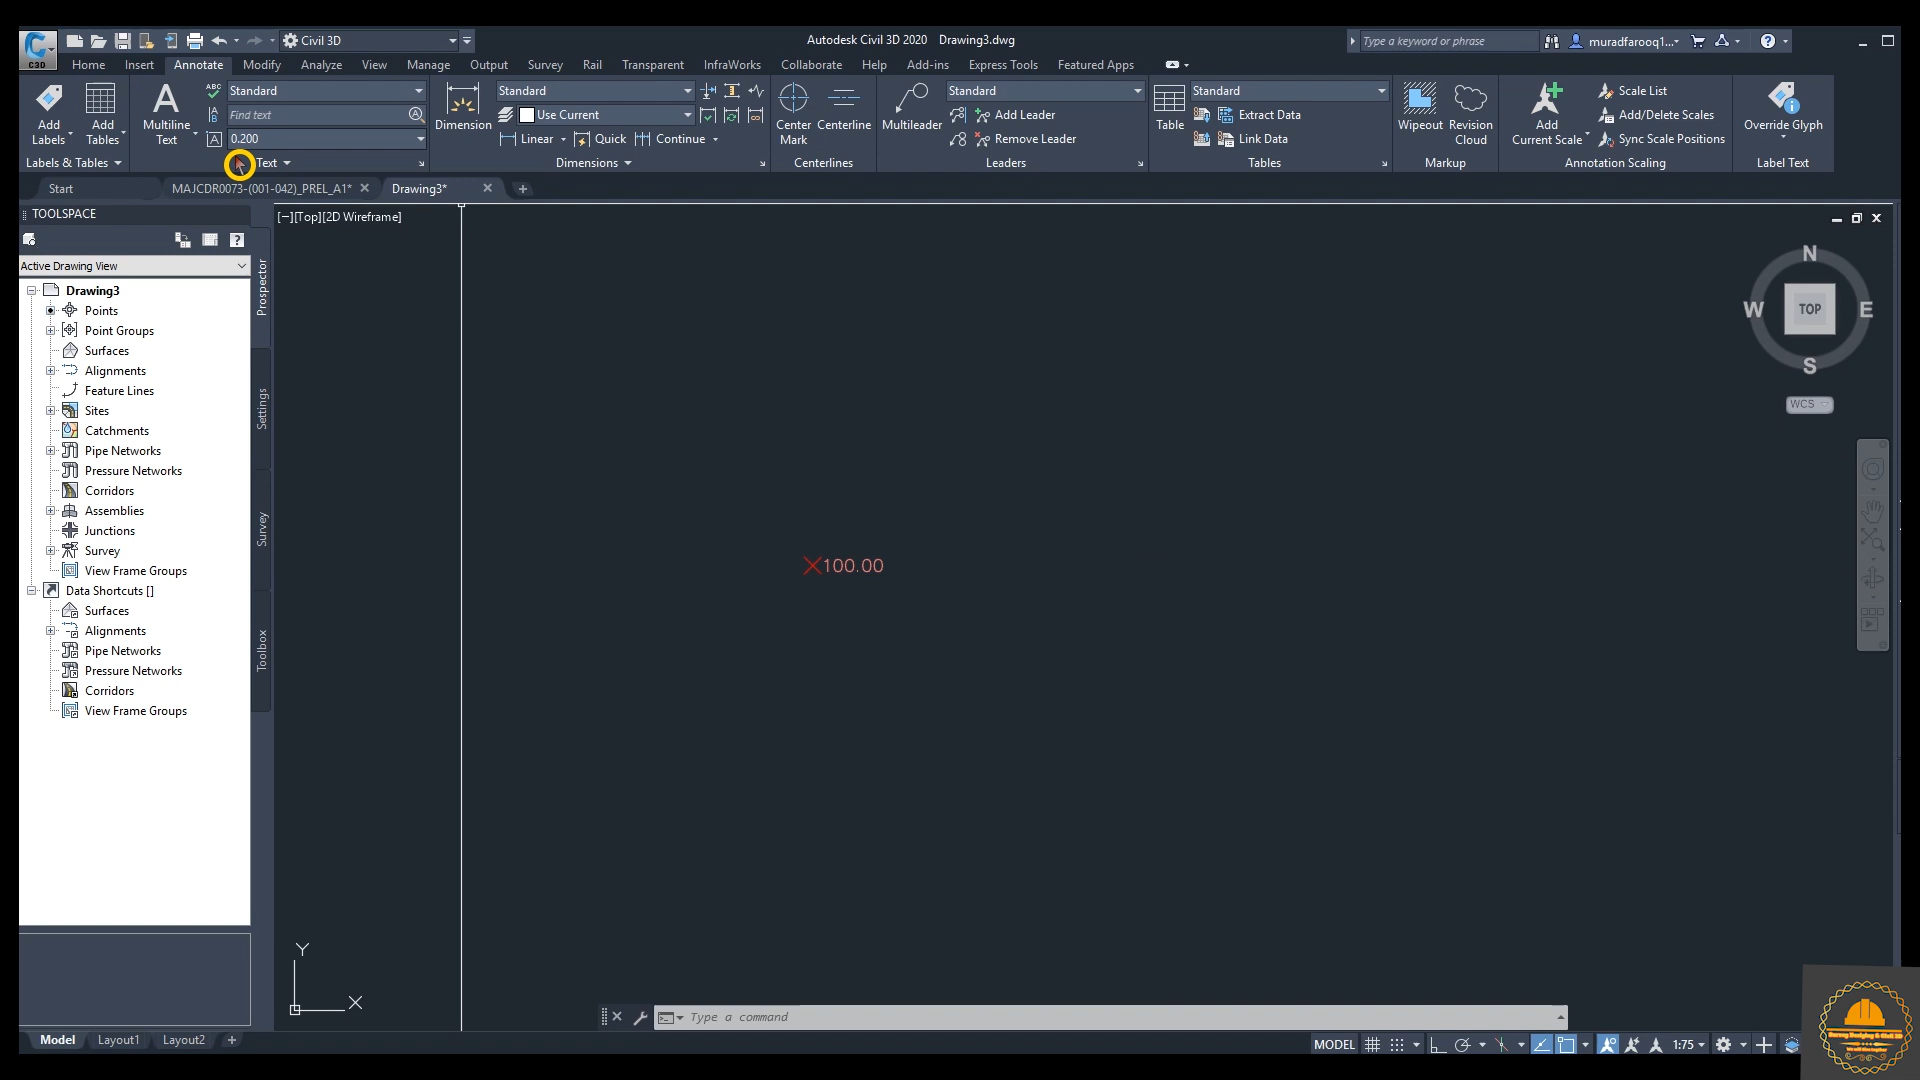 Civil 3D
Autodesk Civil 3D 2020 Drawing3.dwg
Type a keyword or phrase
muradfarooq1...
C3D
Home Insert Annotate Modify Analyze View Manage Output Survey Rail Transparent InfraWorks Collaborate Help Add-ins Express Tools Featured Apps
Add Labels
Add Tables
Labels & Tables
Multiline Text
ABC
Standard
Find text
0.200
Text
Dimension
Standard
Use Current
Linear Quick Continue
Dimensions
Center Mark
Centerline
Centerlines
Multileader
Standard
Add Leader
Remove Leader
Leaders
Table
Standard
Extract Data
Link Data
Tables
Wipeout
Revision Cloud
Markup
Add Current Scale
Scale List
Add/Delete Scales
Sync Scale Positions
Annotation Scaling
Override Glyph
Label Text
Start MAJCDR0073-(001-042)_PREL_A1* Drawing3*
TOOLSPACE
[−][Top][2D Wireframe]
Active Drawing View
Drawing3
Points
Point Groups
Surfaces
Alignments
Feature Lines
Sites
Catchments
Pipe Networks
Pressure Networks
Corridors
Assemblies
Junctions
Survey
View Frame Groups
Data Shortcuts []
Surfaces
Alignments
Pipe Networks
Pressure Networks
Corridors
View Frame Groups
Prospector
Settings
Survey
Toolbox
100.00
N
W TOP E
S
WCS
Y
X
Type a command
Model Layout1 Layout2
MODEL
1:75